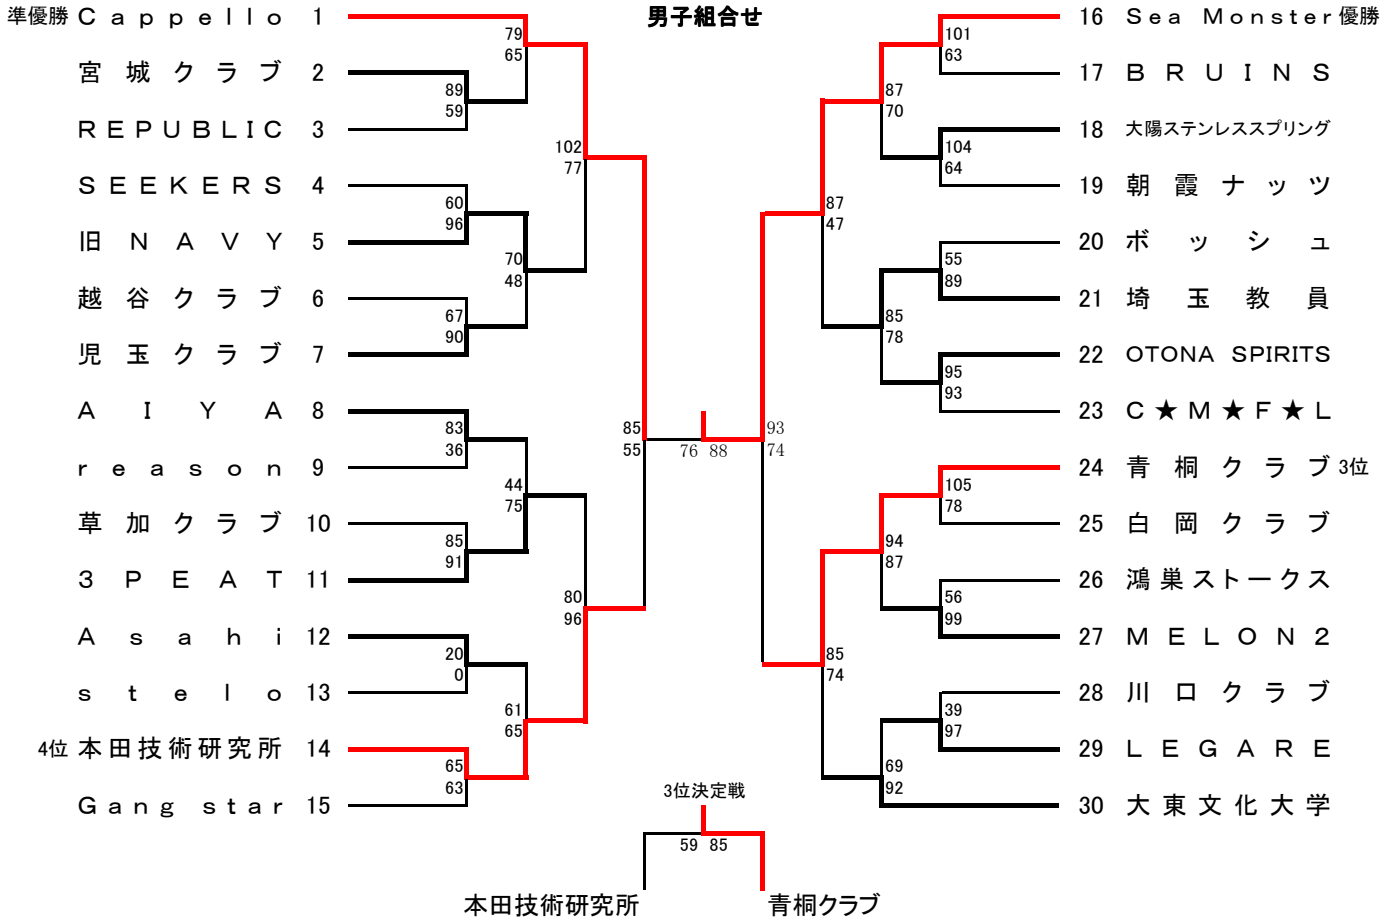 男子組合せ
準優勝 Cappello 1
宮城クラブ 2
REPUBLIC 3
SEEKERS 4
旧NAVY 5
越谷クラブ 6
児玉クラブ 7
AIYA 8
reason 9
草加クラブ 10
3PEAT 11
Asahi 12
stelo 13
4位 本田技術研究所 14
Gang star 15
79
65
89
59
102
77
60
96
70
48
67
90
85
55
83
36
44
75
85
91
80
96
20
0
61
65
65
63
76 88
16 Sea Monster 優勝
17 BRUINS
18 大陽ステンレススプリング
19 朝霞ナッツ
20 ボッシュ
21 埼玉教員
22 OTONA SPIRITS
23 C★M★F★L
24 青桐クラブ 3位
25 白岡クラブ
26 鴻巣ストークス
27 MELON2
28 川口クラブ
29 LEGARE
30 大東文化大学
101
63
87
70
104
64
87
47
55
89
85
78
95
93
93
74
105
78
94
87
56
99
85
74
39
97
69
92
3位決定戦
59 85
本田技術研究所 青桐クラブ